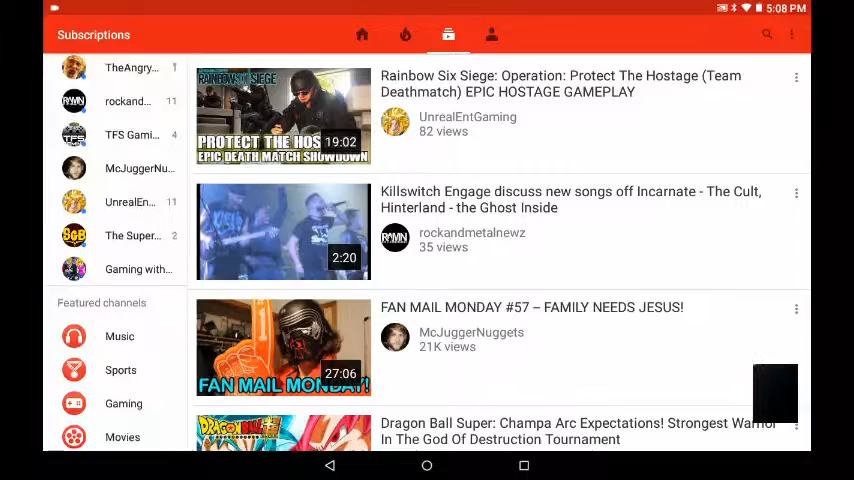 5:08 PM
Subscriptions
TheAngry...
rockand... 11
TFS Gami... 4
McJuggerNu...
UnrealEn... 11
The Super... 2
Gaming with...
Featured channels
Music
Sports
Gaming
Movies
RAINBOW SIX SIEGE
PROTECT THE HOS
EPIC DEATH MATCH SHOWDOWN
19:02
Rainbow Six Siege: Operation: Protect The Hostage (Team
Deathmatch) EPIC HOSTAGE GAMEPLAY
UnrealEntGaming
82 views
2:20
Killswitch Engage discuss new songs off Incarnate - The Cult,
Hinterland - the Ghost Inside
RAMN
rockandmetalnewz
35 views
27:06
FAN MAIL MONDAY!
FAN MAIL MONDAY #57 – FAMILY NEEDS JESUS!
McJuggerNuggets
21K views
DRAGONBALL
Dragon Ball Super: Champa Arc Expectations! Strongest Warrior
In The God Of Destruction Tournament